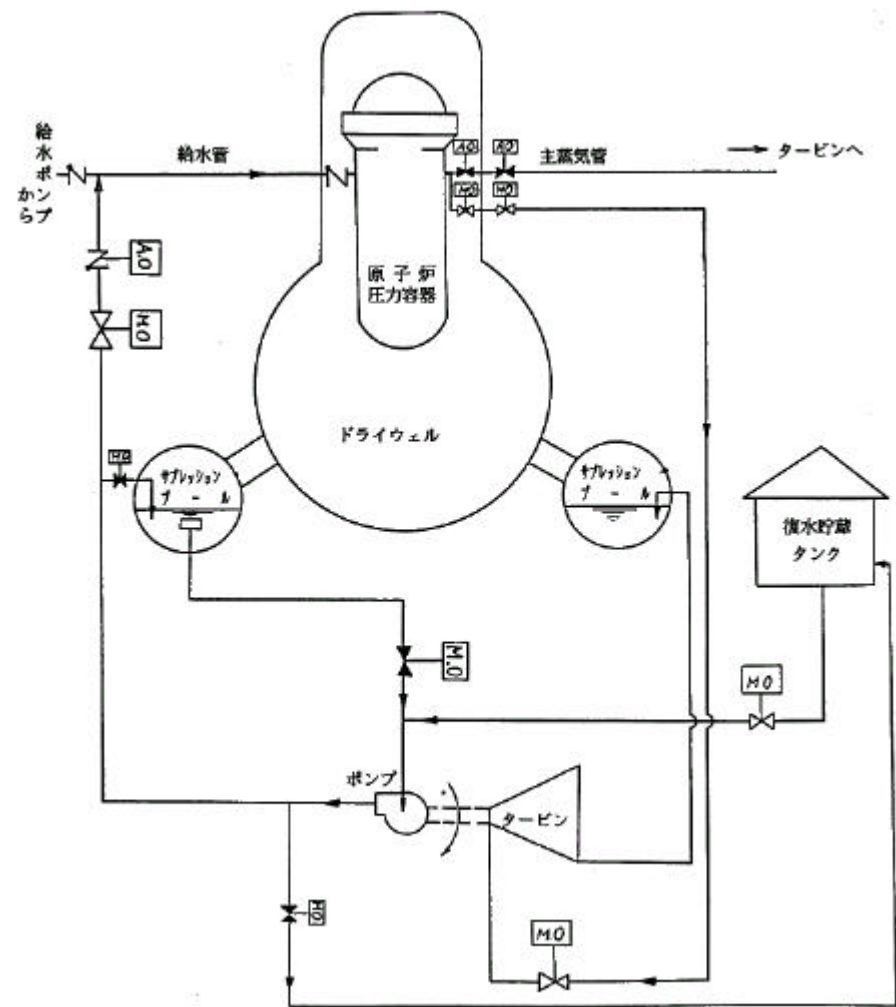 給水ポンプ
から
給水管
AO
AO
主蒸気管
タービンへ
MO
MO
A.O
M.O
原子炉
圧力容器
ドライウェル
MO
サプレッション
プール
サプレッション
プール
復水貯蔵
タンク
M.O
MO
ポンプ
タービン
MO
MO